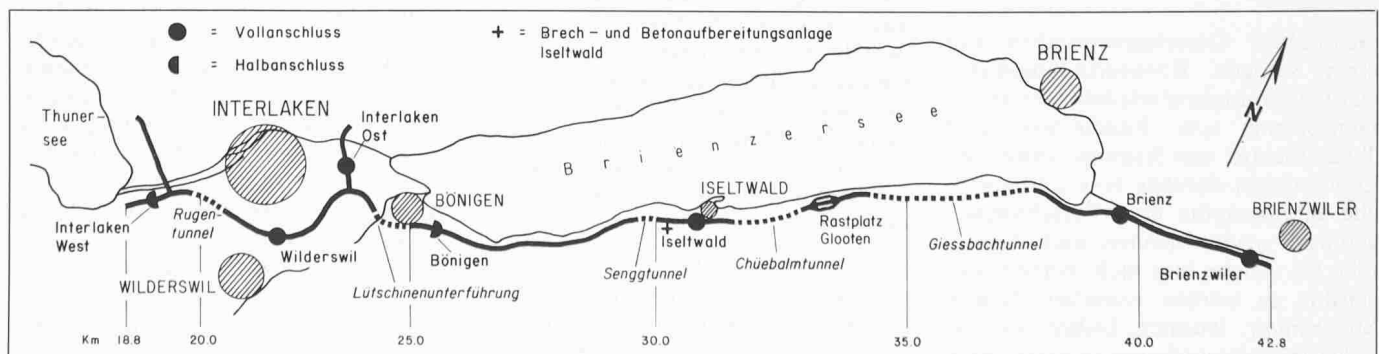 = Vollanschluss
= Halbanschluss
+ = Brech- und Betonaufbereitungsanlage
Iseltwald
BRIENZ
N
Thuner-
see
INTERLAKEN
Interlaken
Ost
Brienzersee
BÖNIGEN
ISELTWALD
Interlaken
West
Rugen-
tunnel
Wilderswil
WILDERSWIL
Lütschinenunterführung
Bönigen
Senggtunnel
Iseltwald
Chüebalmtunnel
Rastplatz
Glooten
Giessbachtunnel
Brienz
BRIENZWILER
Brienzwiler
Km 18.8 20.0 25.0 30.0 35.0 40.0 42.8